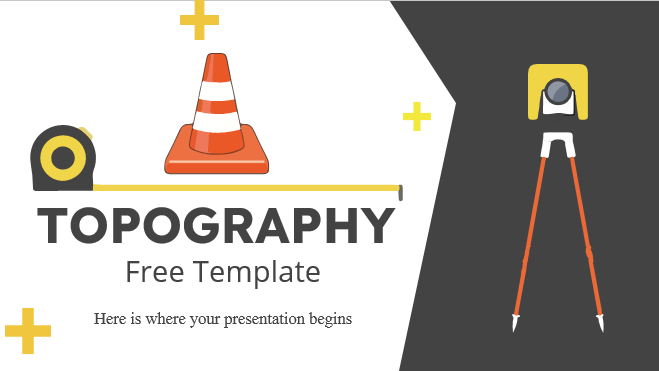 TOPOGRAPHY
Free Template
Here is where your presentation begins